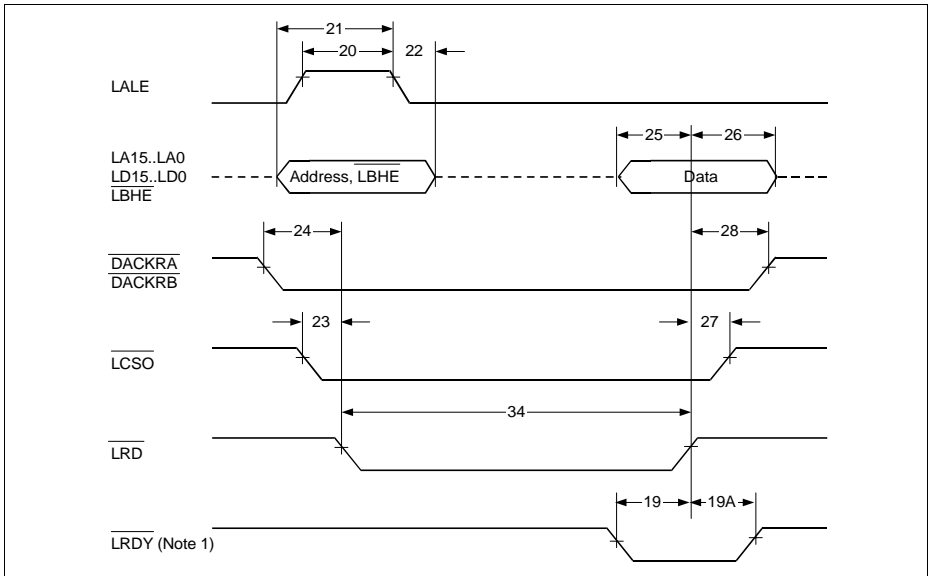 21
20
22
LALE
25
26
LA15..LA0
LD15..LD0
LBHE
Address, LBHE
Data
24
28
DACKRA
DACKRB
23
27
LCSO
34
LRD
19
19A
LRDY (Note 1)